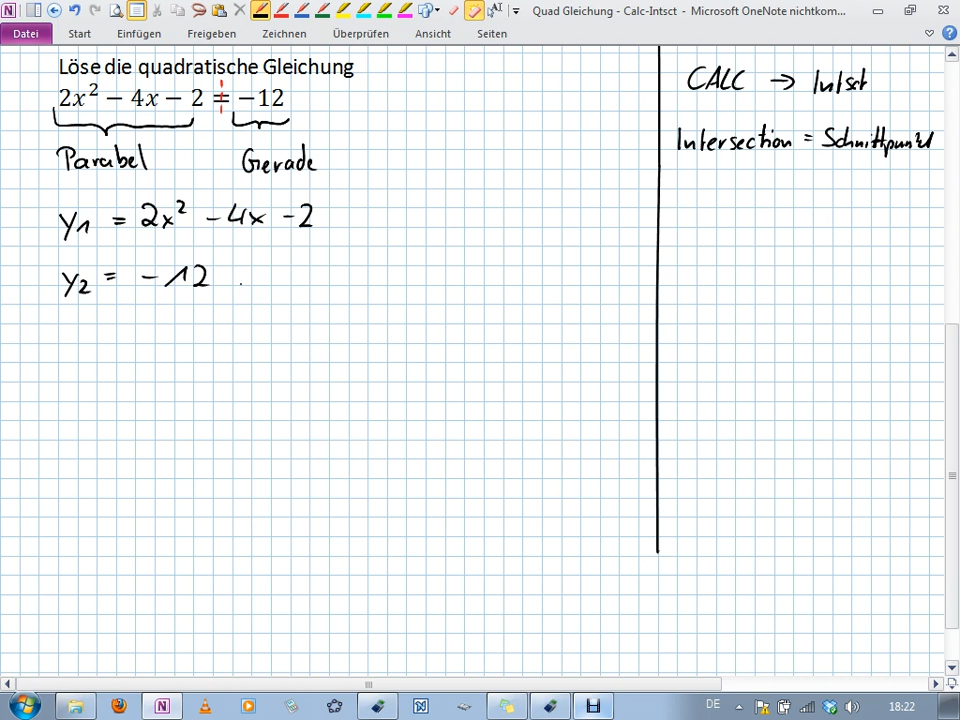 Quad Gleichung - Calc-Intsct - Microsoft OneNote nichtkom...
Datei Start Einfügen Freigeben Zeichnen Überprüfen Ansicht Seiten
Löse die quadratische Gleichung
2x² − 4x − 2 = −12
Parabel Gerade
y1 = 2x² - 4x - 2
y2 = - 12
CALC → Intsct
Intersection = Schnittpunkt
DE 18:22